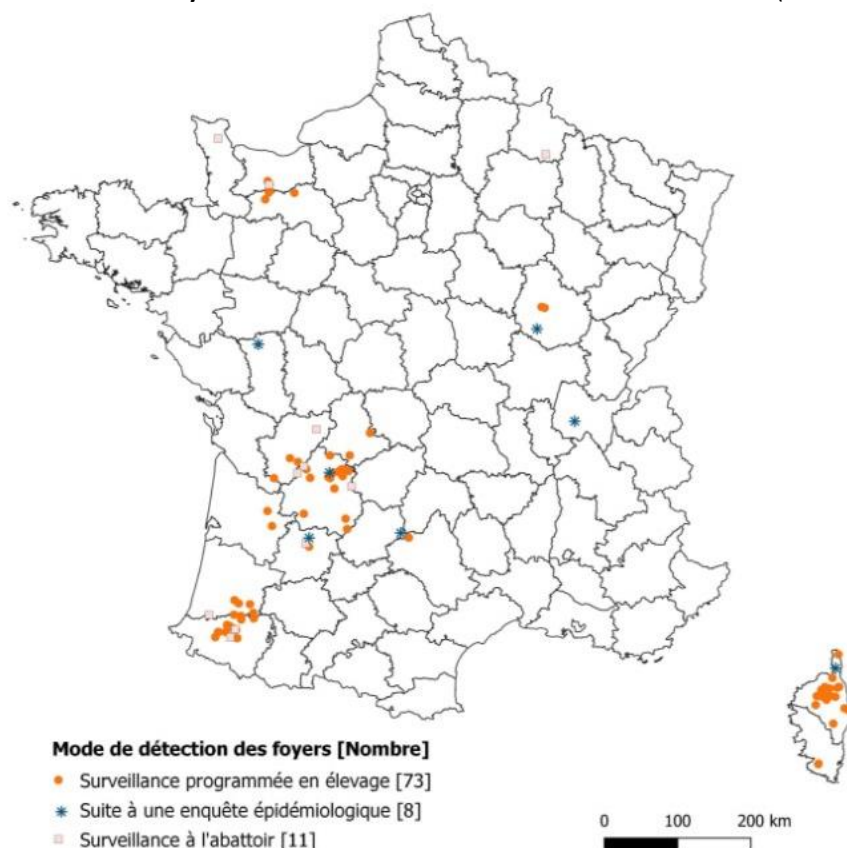 Mode de détection des foyers [Nombre]
Surveillance programmée en élevage [73]
Suite à une enquête épidémiologique [8]
Surveillance à l'abattoir [11]
0 100 200 km